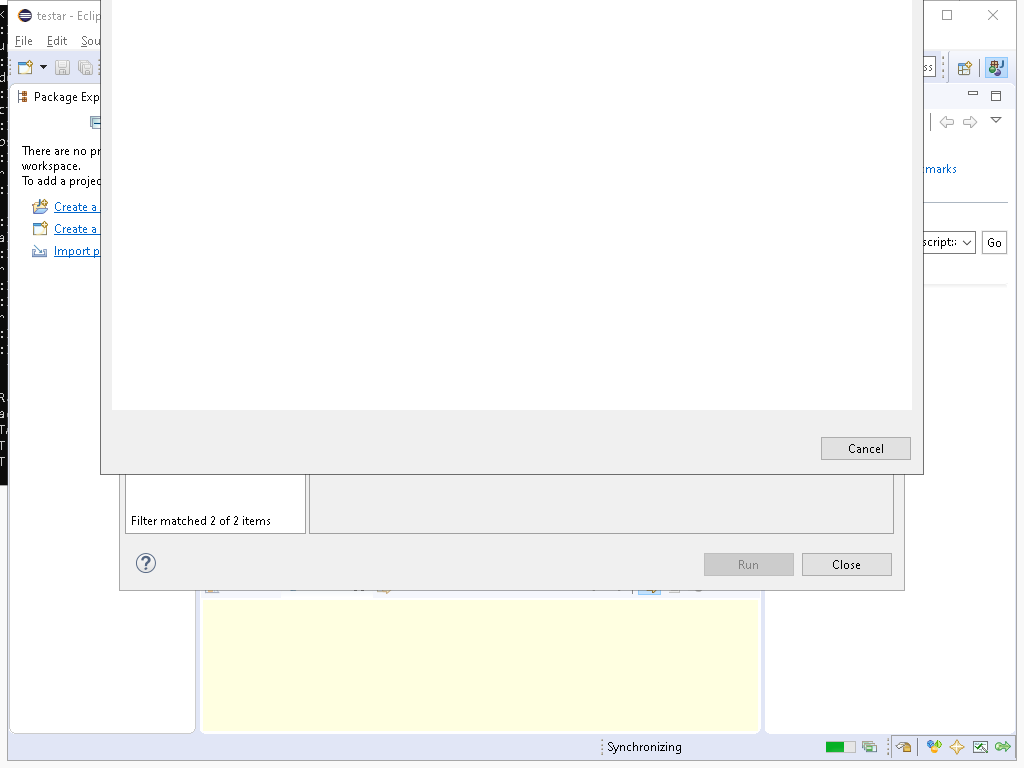 testar - Eclip
File Edit Sou
ss
Package Exp
There are no pr
workspace.
To add a projec
marks
Create a
Create a
script:: Go
Import p
Cancel
Filter matched 2 of 2 items
? Run Close
Synchronizing